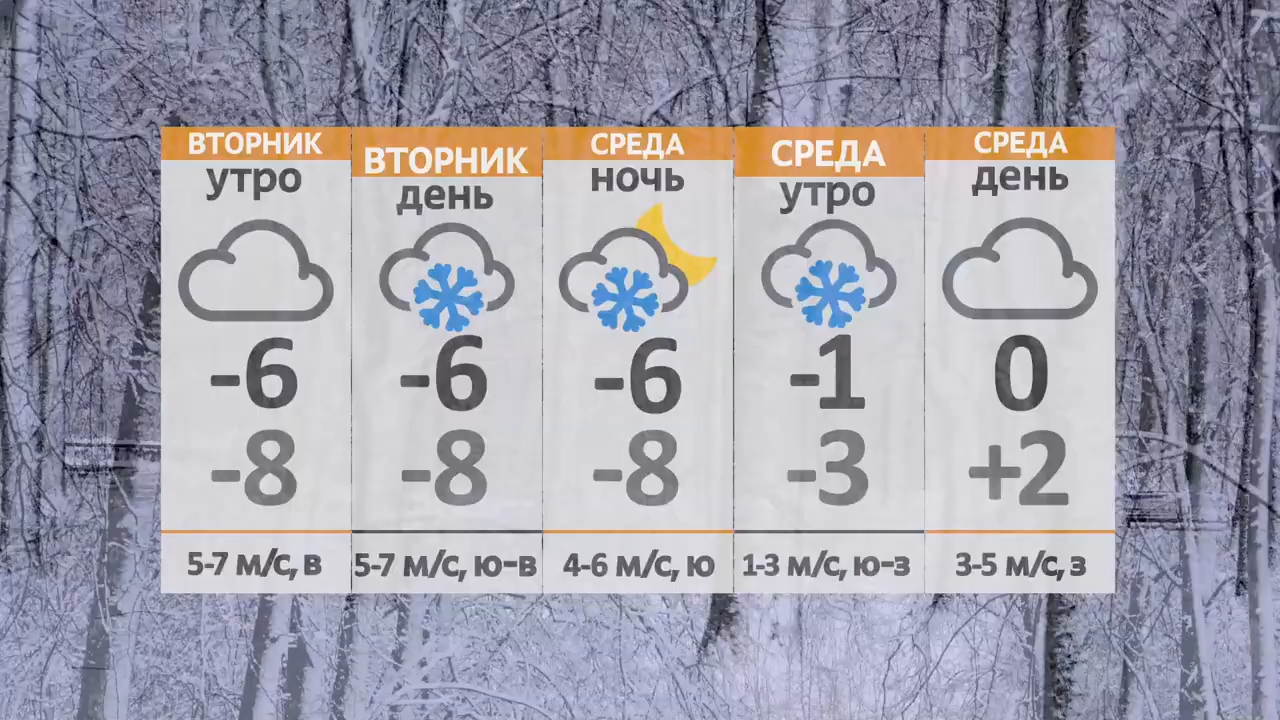 ВТОРНИК
утро
-6
-8
5-7 м/с, в
ВТОРНИК
день
-6
-8
5-7 м/с, ю-в
СРЕДА
ночь
-6
-8
4-6 м/с, ю
СРЕДА
утро
-1
-3
1-3 м/с, ю-з
СРЕДА
день
0
+2
3-5 м/с, з